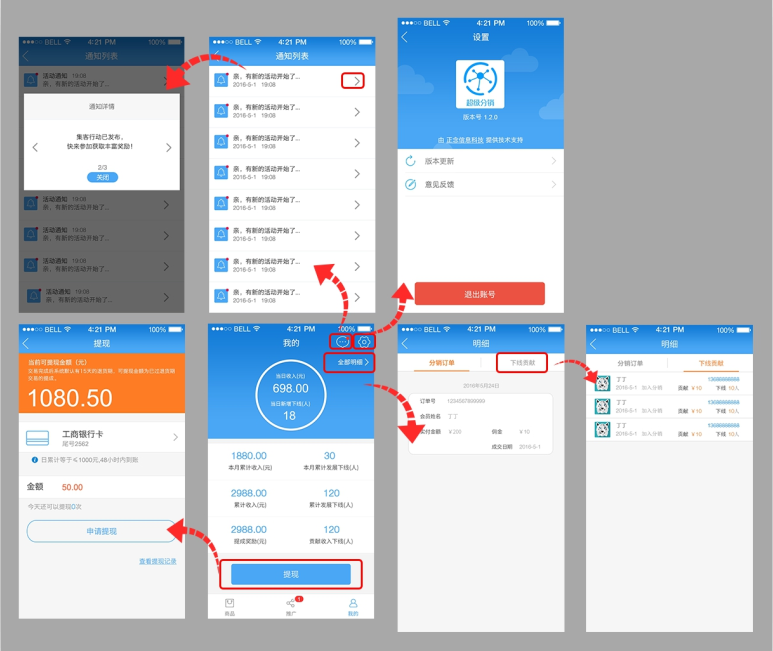 BELL 4:21 PM 100%
通知列表
活动通知 19:08
亲，有新的活动开始了...
通知详情
集客行动已发布，
快来参加获取丰富奖励！
2/3
关闭
活动通知 19:08
亲，有新的活动开始了...
活动通知 19:08
亲，有新的活动开始了...
活动通知 19:08
亲，有新的活动开始了...
活动通知 19:08
亲，有新的活动开始了...
BELL 4:21 PM 100%
通知列表
亲，有新的活动开始了...
2016-5-1 19:08
亲，有新的活动开始了...
2016-5-1 19:08
亲，有新的活动开始了...
2016-5-1 19:08
亲，有新的活动开始了...
2016-5-1 19:08
亲，有新的活动开始了...
2016-5-1 19:08
亲，有新的活动开始了...
2016-5-1 19:08
亲，有新的活动开始了...
2016-5-1 19:08
亲，有新的活动开始了...
2016-5-1 19:08
BELL 4:21 PM 100%
设置
超级分销
版本号 1.2.0
由 正念信息科技 提供技术支持
版本更新
意见反馈
退出账号
BELL 4:21 PM 100%
提现
当前可提现金额（元）
1080.50
工商银行卡
尾号2562
日累计等于≤1000元,48小时内到账
金额 50.00
今天还可以提现0次
申请提现
查看提现记录
BELL 4:21 PM 100%
我的
全部明细
当日收入(元)
698.00
当日新增下线(人)
18
1880.00 30
本月累计收入(元) 本月累计发展下线(人)
2988.00 120
累计收入(元) 累计发展下线(人)
2988.00 120
提成奖励(元) 贡献收入下线(人)
提现
1
商品 推广 我的
BELL 4:21 PM 100%
明细
分销订单 下线贡献
2016年5月24日
订单号 1234567899999
会员姓名 丁丁
实付金额 ¥200 佣金 ¥10
成交日期 2016-5-1
BELL 4:21 PM 100%
明细
分销订单 下线贡献
丁丁
2016-5-1 加入分销 贡献 ¥10 下线 10人
丁丁
2016-5-1 加入分销 贡献 ¥10 下线 10人
丁丁
2016-5-1 加入分销 贡献 ¥10 下线 10人